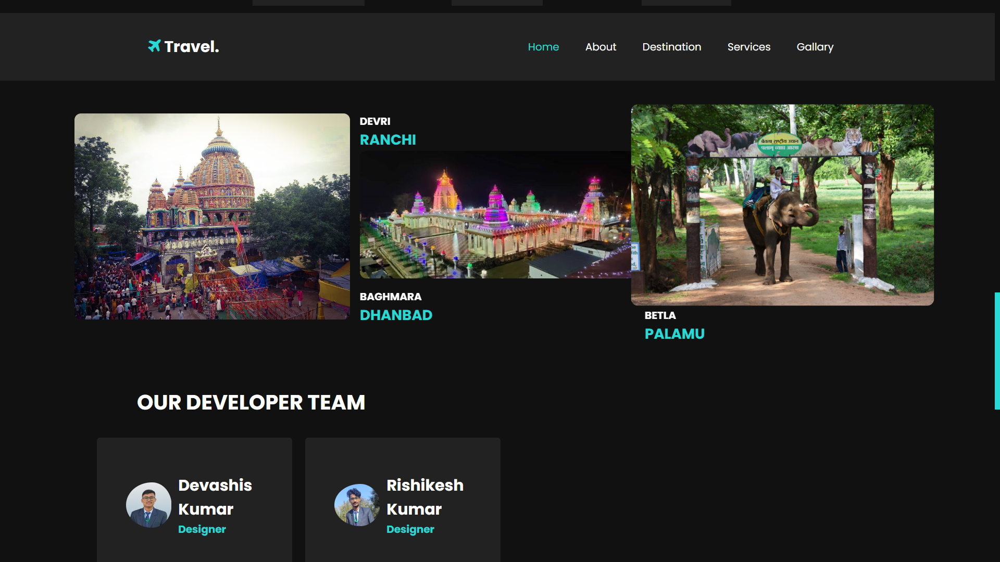 Travel.
Home
About
Destination
Services
Gallary
माँ
DEVRI
RANCHI
BAGHMARA
DHANBAD
बेतला राष्ट्रीय उद्यान
पलामू व्याघ्र आरक्ष
BETLA
PALAMU
OUR DEVELOPER TEAM
Devashis
Kumar
Designer
Rishikesh
Kumar
Designer